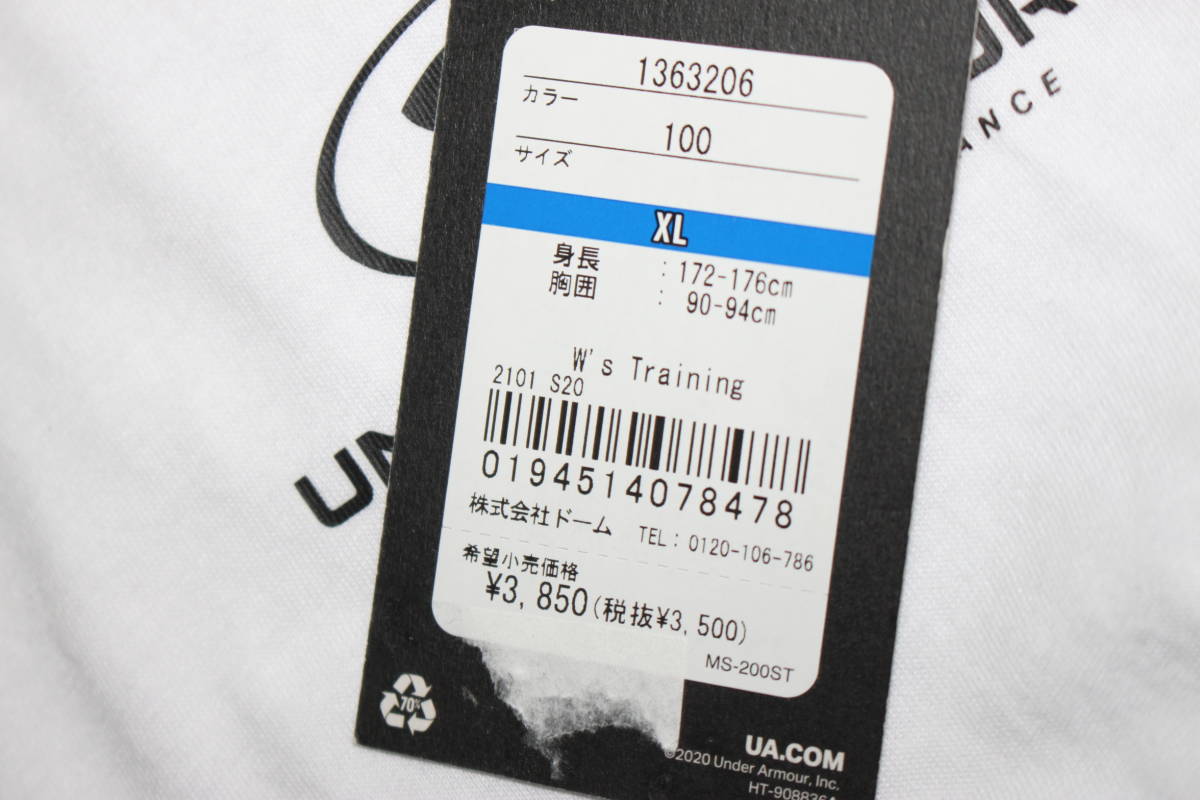 1363206
カラー
100
サイズ
XL
身長 : 172-176cm
胸囲 : 90-94cm
W's Training
2101 S20
0194514078478
株式会社ドーム TEL: 0120-106-786
希望小売価格
¥3,850(税抜¥3,500)
MS-200ST
70%
UA.COM
©2020 Under Armour, Inc.
HT-908836A
UN
ANCE